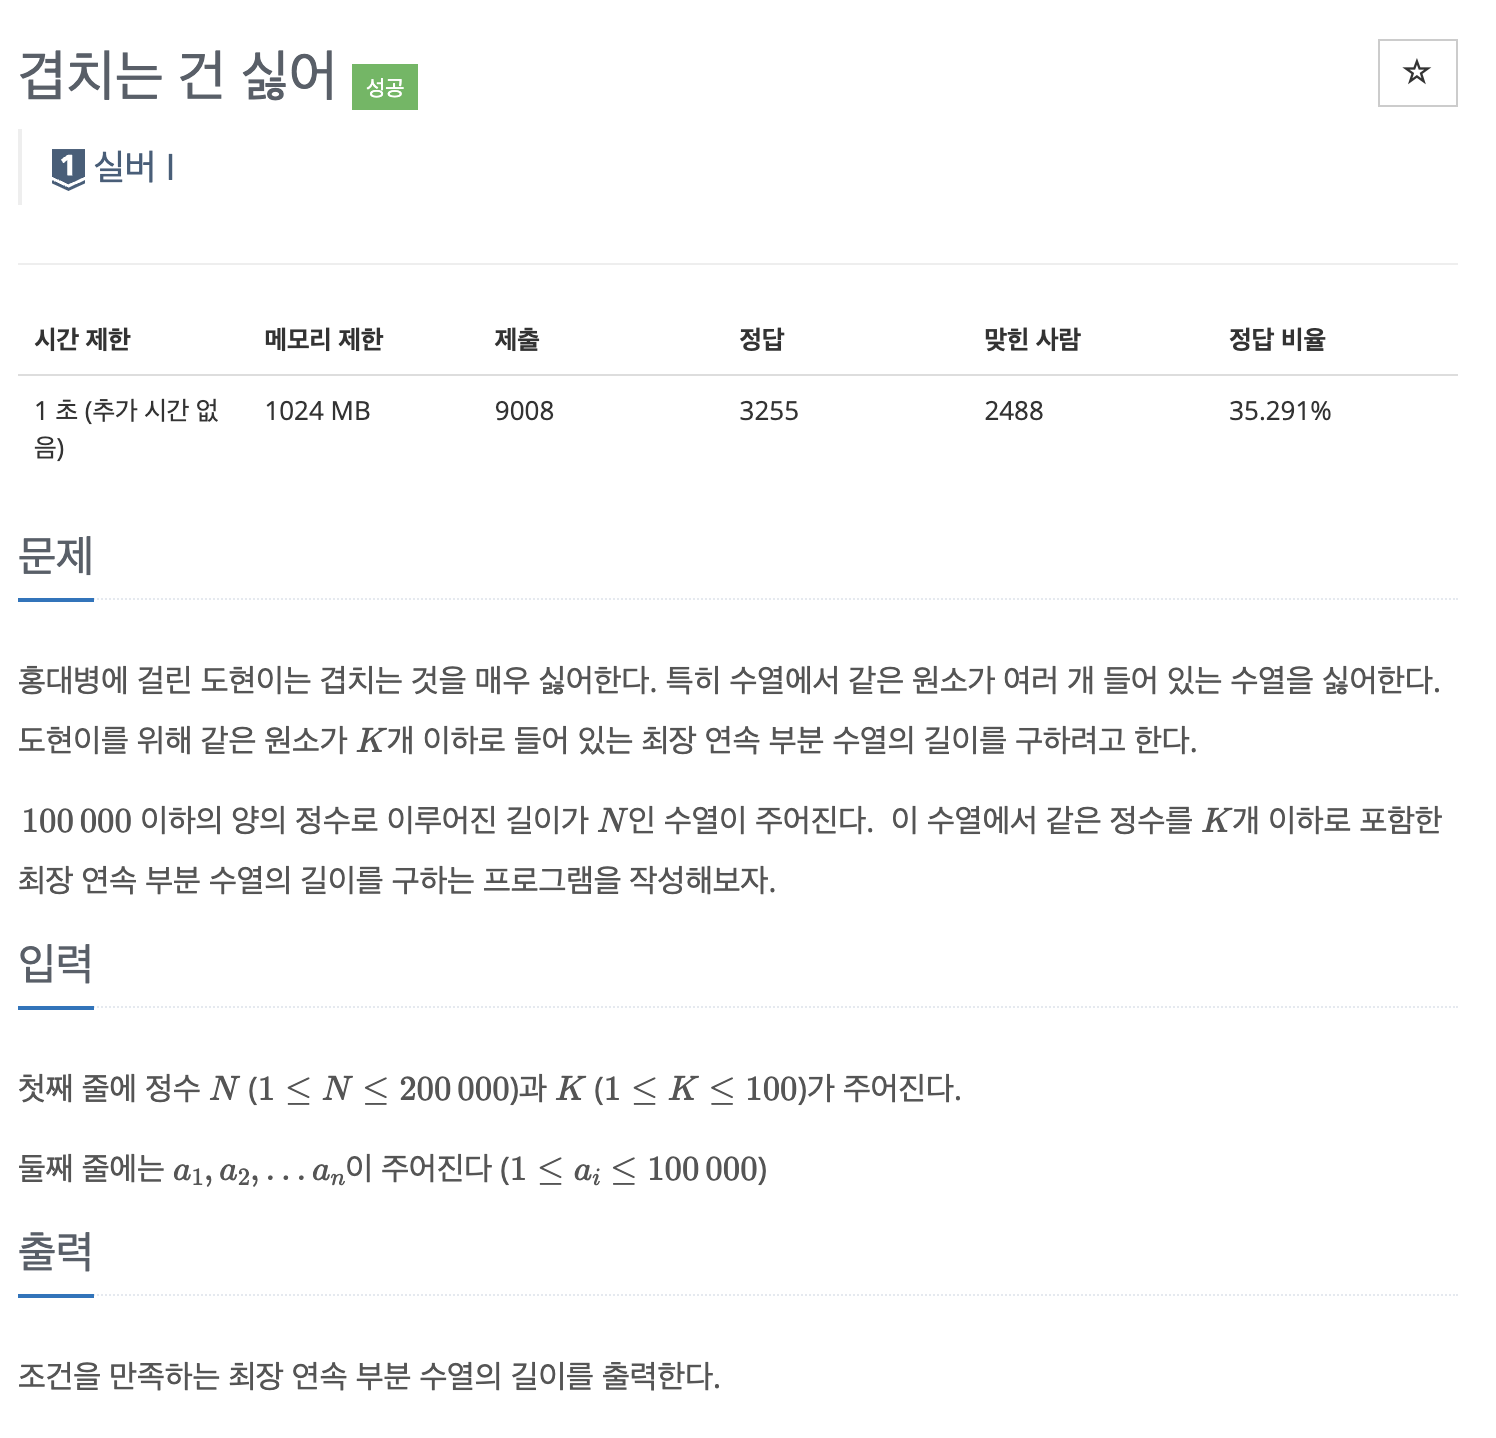 겹치는 건 싫어 성공
1 실버 I
시간 제한 메모리 제한 제출 정답 맞힌 사람 정답 비율
1 초 (추가 시간 없 1024 MB 9008 3255 2488 35.291%
음)
문제
홍대병에 걸린 도현이는 겹치는 것을 매우 싫어한다. 특히 수열에서 같은 원소가 여러 개 들어 있는 수열을 싫어한다.
도현이를 위해 같은 원소가 K개 이하로 들어 있는 최장 연속 부분 수열의 길이를 구하려고 한다.
100 000 이하의 양의 정수로 이루어진 길이가 N인 수열이 주어진다. 이 수열에서 같은 정수를 K개 이하로 포함한
최장 연속 부분 수열의 길이를 구하는 프로그램을 작성해보자.
입력
첫째 줄에 정수 N (1 ≤ N ≤ 200 000)과 K (1 ≤ K ≤ 100)가 주어진다.
둘째 줄에는 a₁, a₂, . . . aₙ이 주어진다 (1 ≤ aᵢ ≤ 100 000)
출력
조건을 만족하는 최장 연속 부분 수열의 길이를 출력한다.